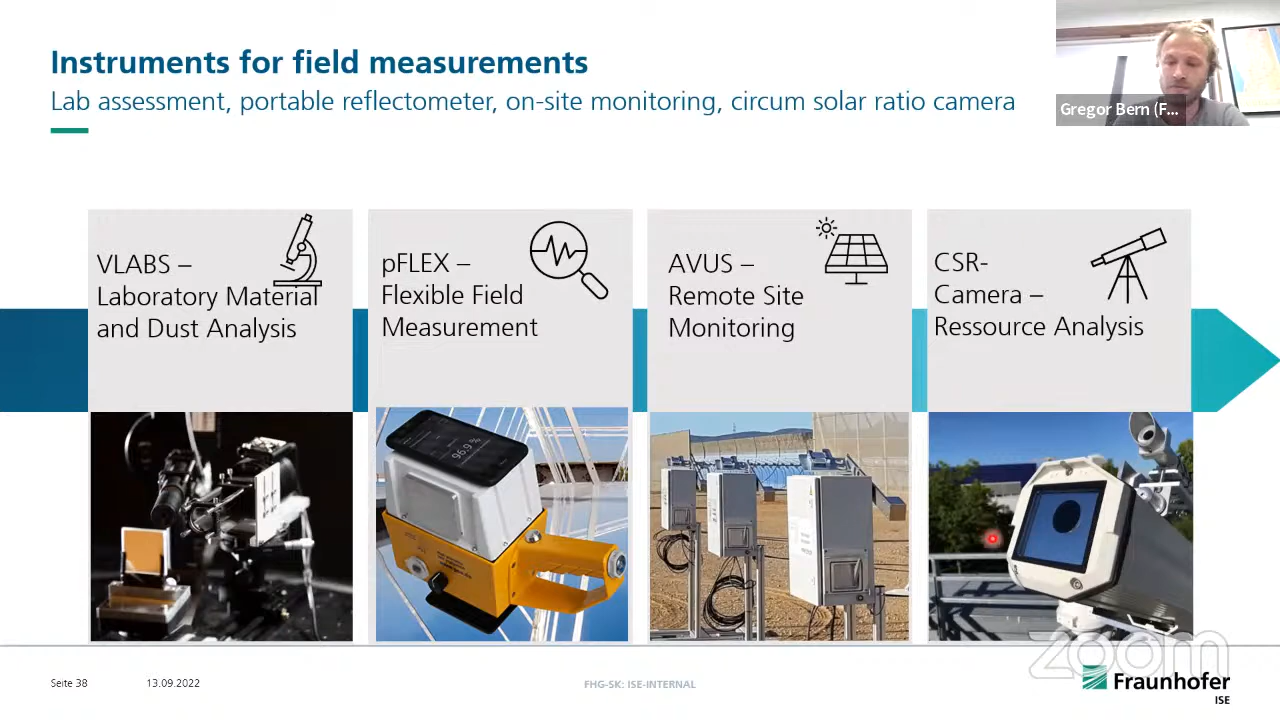 Instruments for field measurements
Lab assessment, portable reflectometer, on-site monitoring, circum solar ratio camera
Gregor Bern (F...
VLABS –
Laboratory Material
and Dust Analysis
pFLEX –
Flexible Field
Measurement
AVUS –
Remote Site
Monitoring
CSR-
Camera –
Ressource Analysis
96.9 %
zoom
Seite 38
13.09.2022
FHG-SK: ISE-INTERNAL
Fraunhofer
ISE